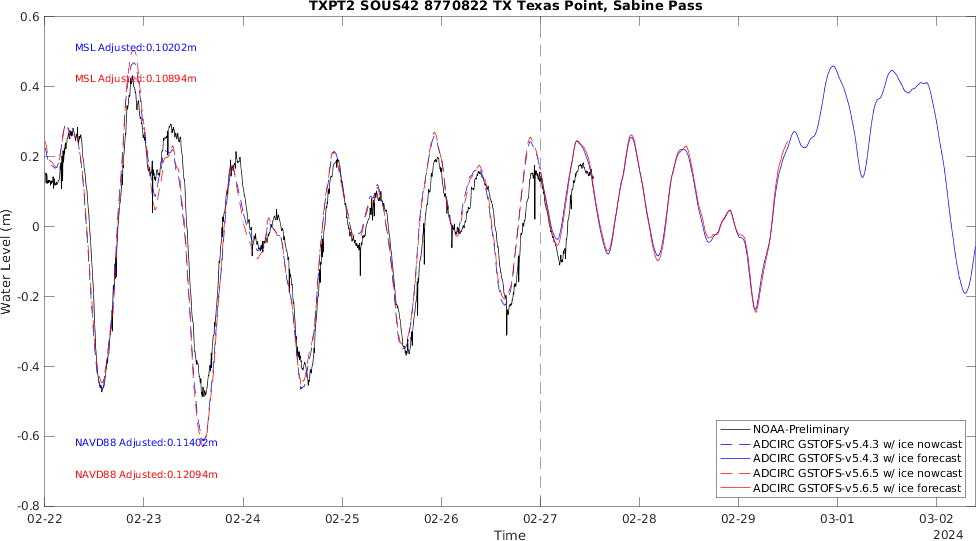 TXPT2 SOUS42 8770822 TX Texas Point, Sabine Pass
0.6
0.4
0.2
0
-0.2
-0.4
-0.6
-0.8
Water Level (m)
MSL Adjusted:0.10202m
MSL Adjusted:0.10894m
NAVD88 Adjusted:0.11402m
NAVD88 Adjusted:0.12094m
NOAA-Preliminary
ADCIRC GSTOFS-v5.4.3 w/ ice nowcast
ADCIRC GSTOFS-v5.4.3 w/ ice forecast
ADCIRC GSTOFS-v5.6.5 w/ ice nowcast
ADCIRC GSTOFS-v5.6.5 w/ ice forecast
02-22 02-23 02-24 02-25 02-26 02-27 02-28 02-29 03-01 03-02
Time
2024